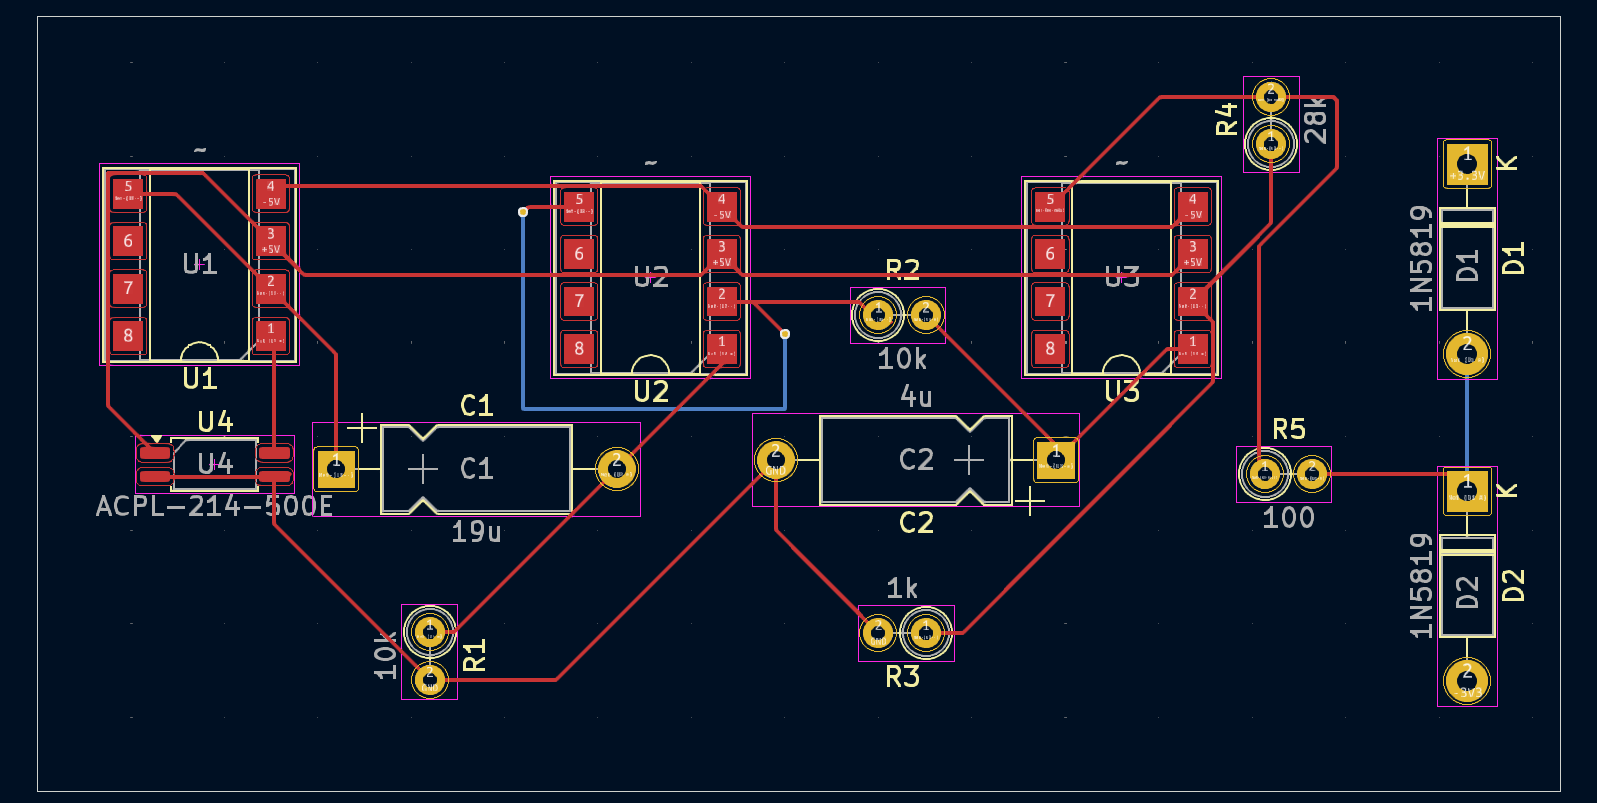 2
R4
28k
1
~
~
~
1
K
+3.3V
5
4
-5V
5
4
-5V
5
4
-5V
6
3
+5V
6
3
+5V
6
3
+5V
U1
U2
U3
1N5819
D1
D1
R2
7
2
7
2
7
2
1
2
8
1
8
1
8
1
10k
2
U1
U2
U3
4u
C1
U4
U4
ACPL-214-500E
1
C1
2
19u
2
GND
C2
1
C2
R5
1
2
100
1
K
1N5819
D2
D2
2
-3V3
1k
2
GND
1
R3
10k
1
R1
2
GND